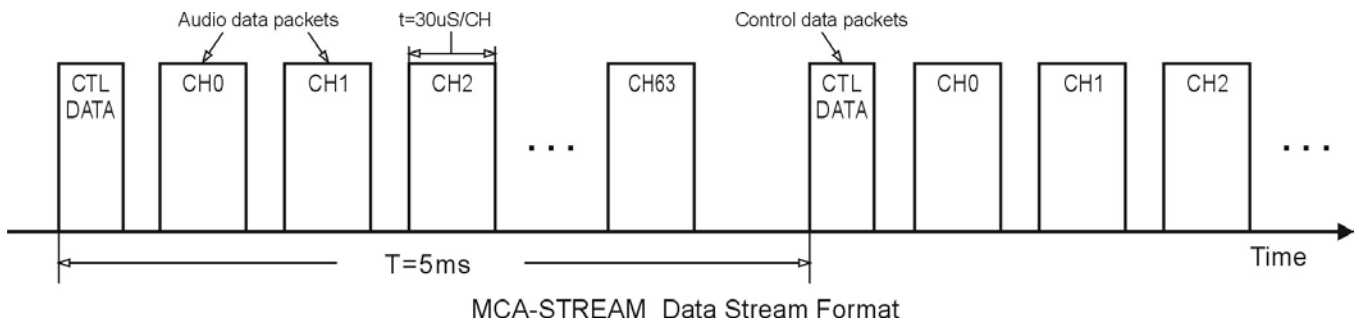 Audio data packets
t=30uS/CH
Control data packets
CTL
DATA
CH0
CH1
CH2
...
CH63
CTL
DATA
CH0
CH1
CH2
...
T=5ms
Time
MCA-STREAM Data Stream Format